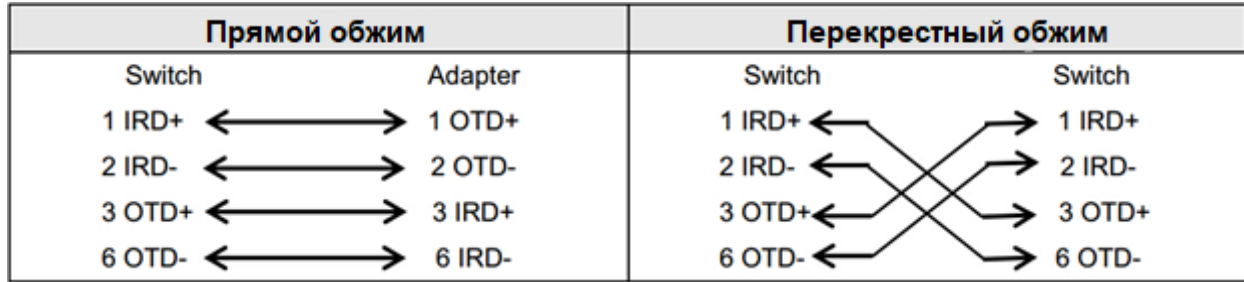 Прямой обжим Перекрестный обжим
Switch Adapter Switch Switch
1 IRD+ 1 OTD+ 1 IRD+ 1 IRD+
2 IRD- 2 OTD- 2 IRD- 2 IRD-
3 OTD+ 3 IRD+ 3 OTD+ 3 OTD+
6 OTD- 6 IRD- 6 OTD- 6 OTD-